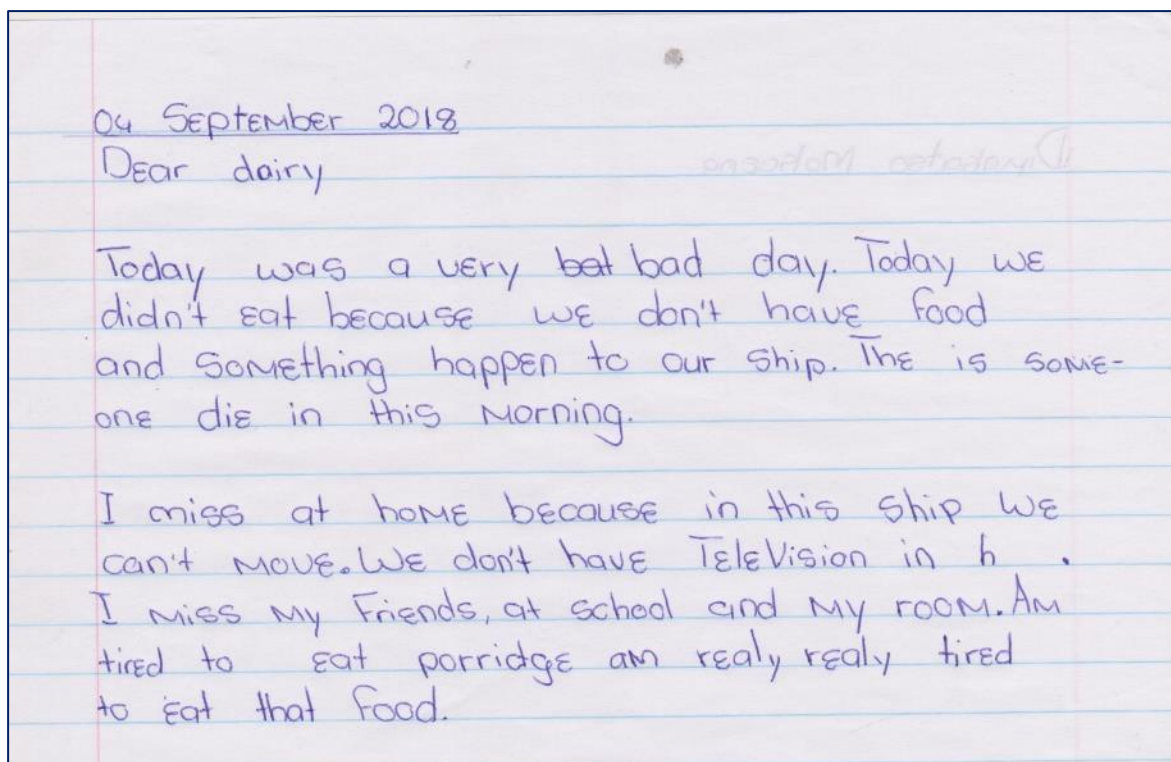 04 September 2018
Dear dairy
Today was a very bat bad day. Today we
didn't eat because we don't have food
and something happen to our ship. The is some-
one die in this morning.
I miss at home because in this ship we
can't move. We don't have TeleVision in h .
I miss my Friends, at school and my room. Am
tired to eat porridge am realy realy tired
to eat that food.